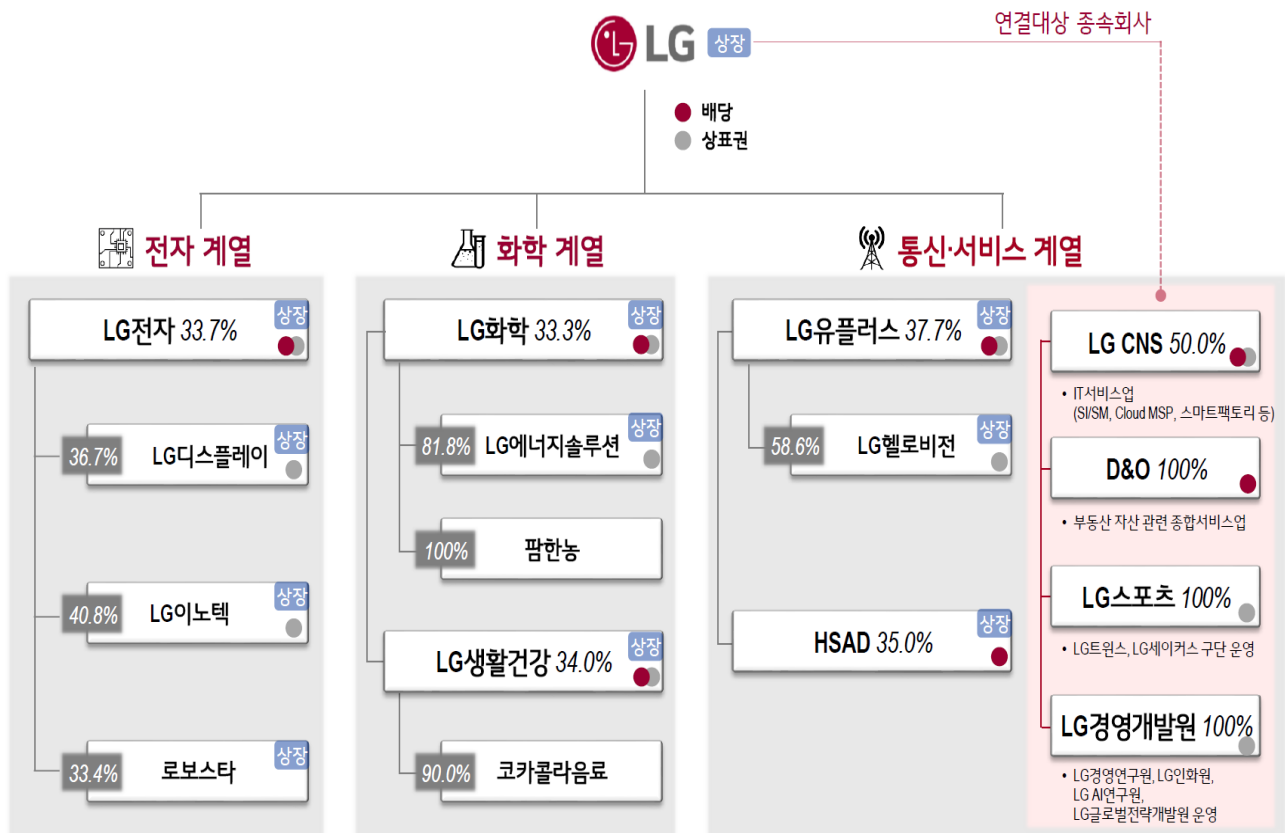 LG 상장
연결대상 종속회사
배당
상표권
전자 계열
LG전자 33.7%
상장
36.7%
LG디스플레이
상장
40.8%
LG이노텍
상장
33.4%
로보스타
상장
화학 계열
LG화학 33.3%
상장
81.8%
LG에너지솔루션
상장
100%
팜한농
LG생활건강 34.0%
상장
90.0%
코카콜라음료
통신·서비스 계열
LG유플러스 37.7%
상장
58.6%
LG헬로비전
상장
HSAD 35.0%
상장
LG CNS 50.0%
• IT서비스업
(SI/SM, Cloud MSP, 스마트팩토리 등)
D&O 100%
• 부동산 자산 관련 종합서비스업
LG스포츠 100%
• LG트윈스, LG세이커스 구단 운영
LG경영개발원 100%
• LG경영연구원, LG인화원,
LG AI연구원,
LG글로벌전략개발원 운영